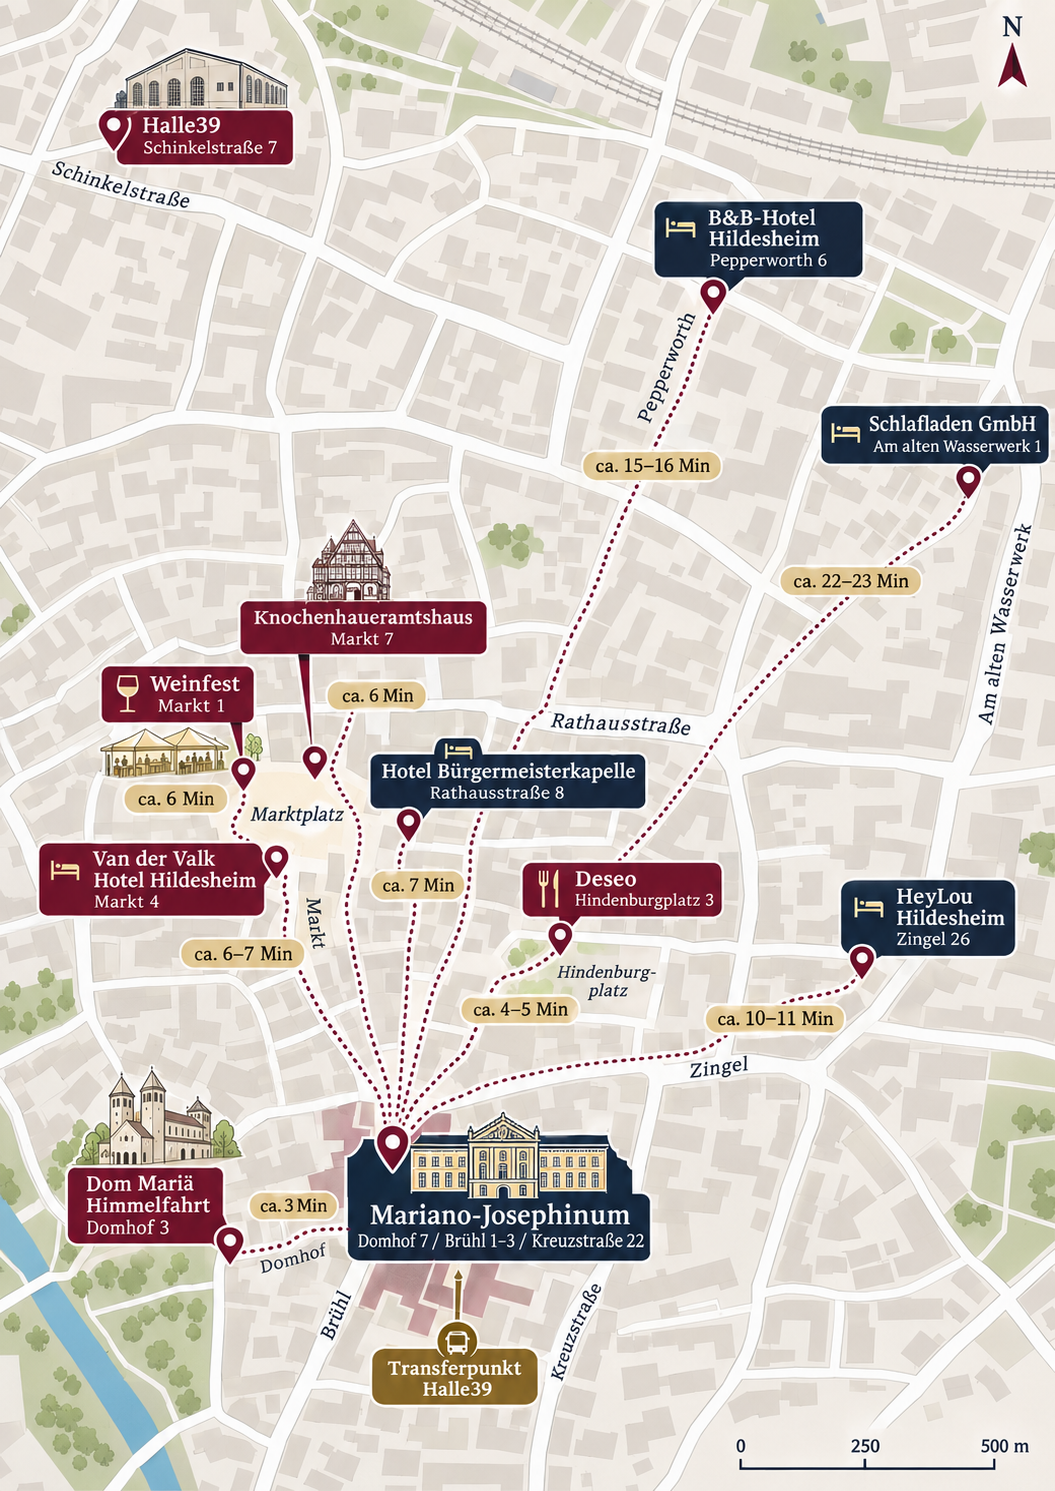 N
Halle39
Schinkelstraße 7
Schinkelstraße
B&B-Hotel
Hildesheim
Pepperworth 6
Pepperworth
Schlafladen GmbH
Am alten Wasserwerk 1
ca. 15–16 Min
ca. 22–23 Min
Am alten Wasserwerk
Knochenhaueramtshaus
Markt 7
Weinfest
Markt 1
ca. 6 Min
Rathausstraße
Hotel Bürgermeisterkapelle
Rathausstraße 8
ca. 6 Min
Marktplatz
Van der Valk
Hotel Hildesheim
Markt 4
ca. 7 Min
Deseo
Hindenburgplatz 3
HeyLou
Hildesheim
Zingel 26
Markt
ca. 6–7 Min
Hindenburg-
platz
ca. 4–5 Min
ca. 10–11 Min
Zingel
Dom Mariä
Himmelfahrt
Domhof 3
ca. 3 Min
Domhof
Mariano-Josephinum
Domhof 7 / Brühl 1–3 / Kreuzstraße 22
Brühl
Kreuzstraße
Transferpunkt
Halle39
0 250 500 m